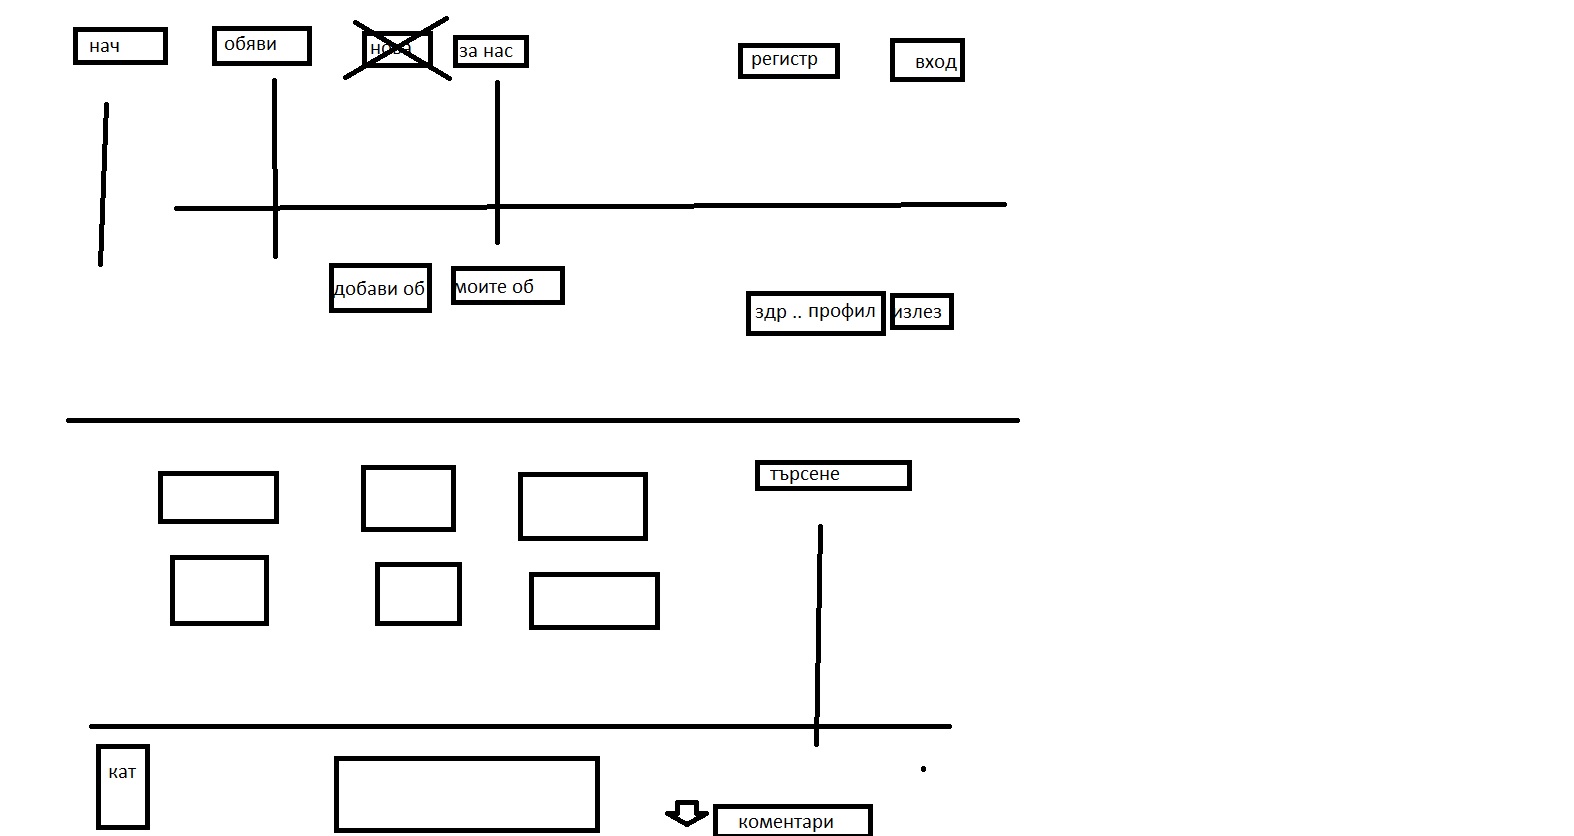 нач
обяви
нова
за нас
регистр
вход
добави об
моите об
здр .. профил
излез
търсене
кат
коментари